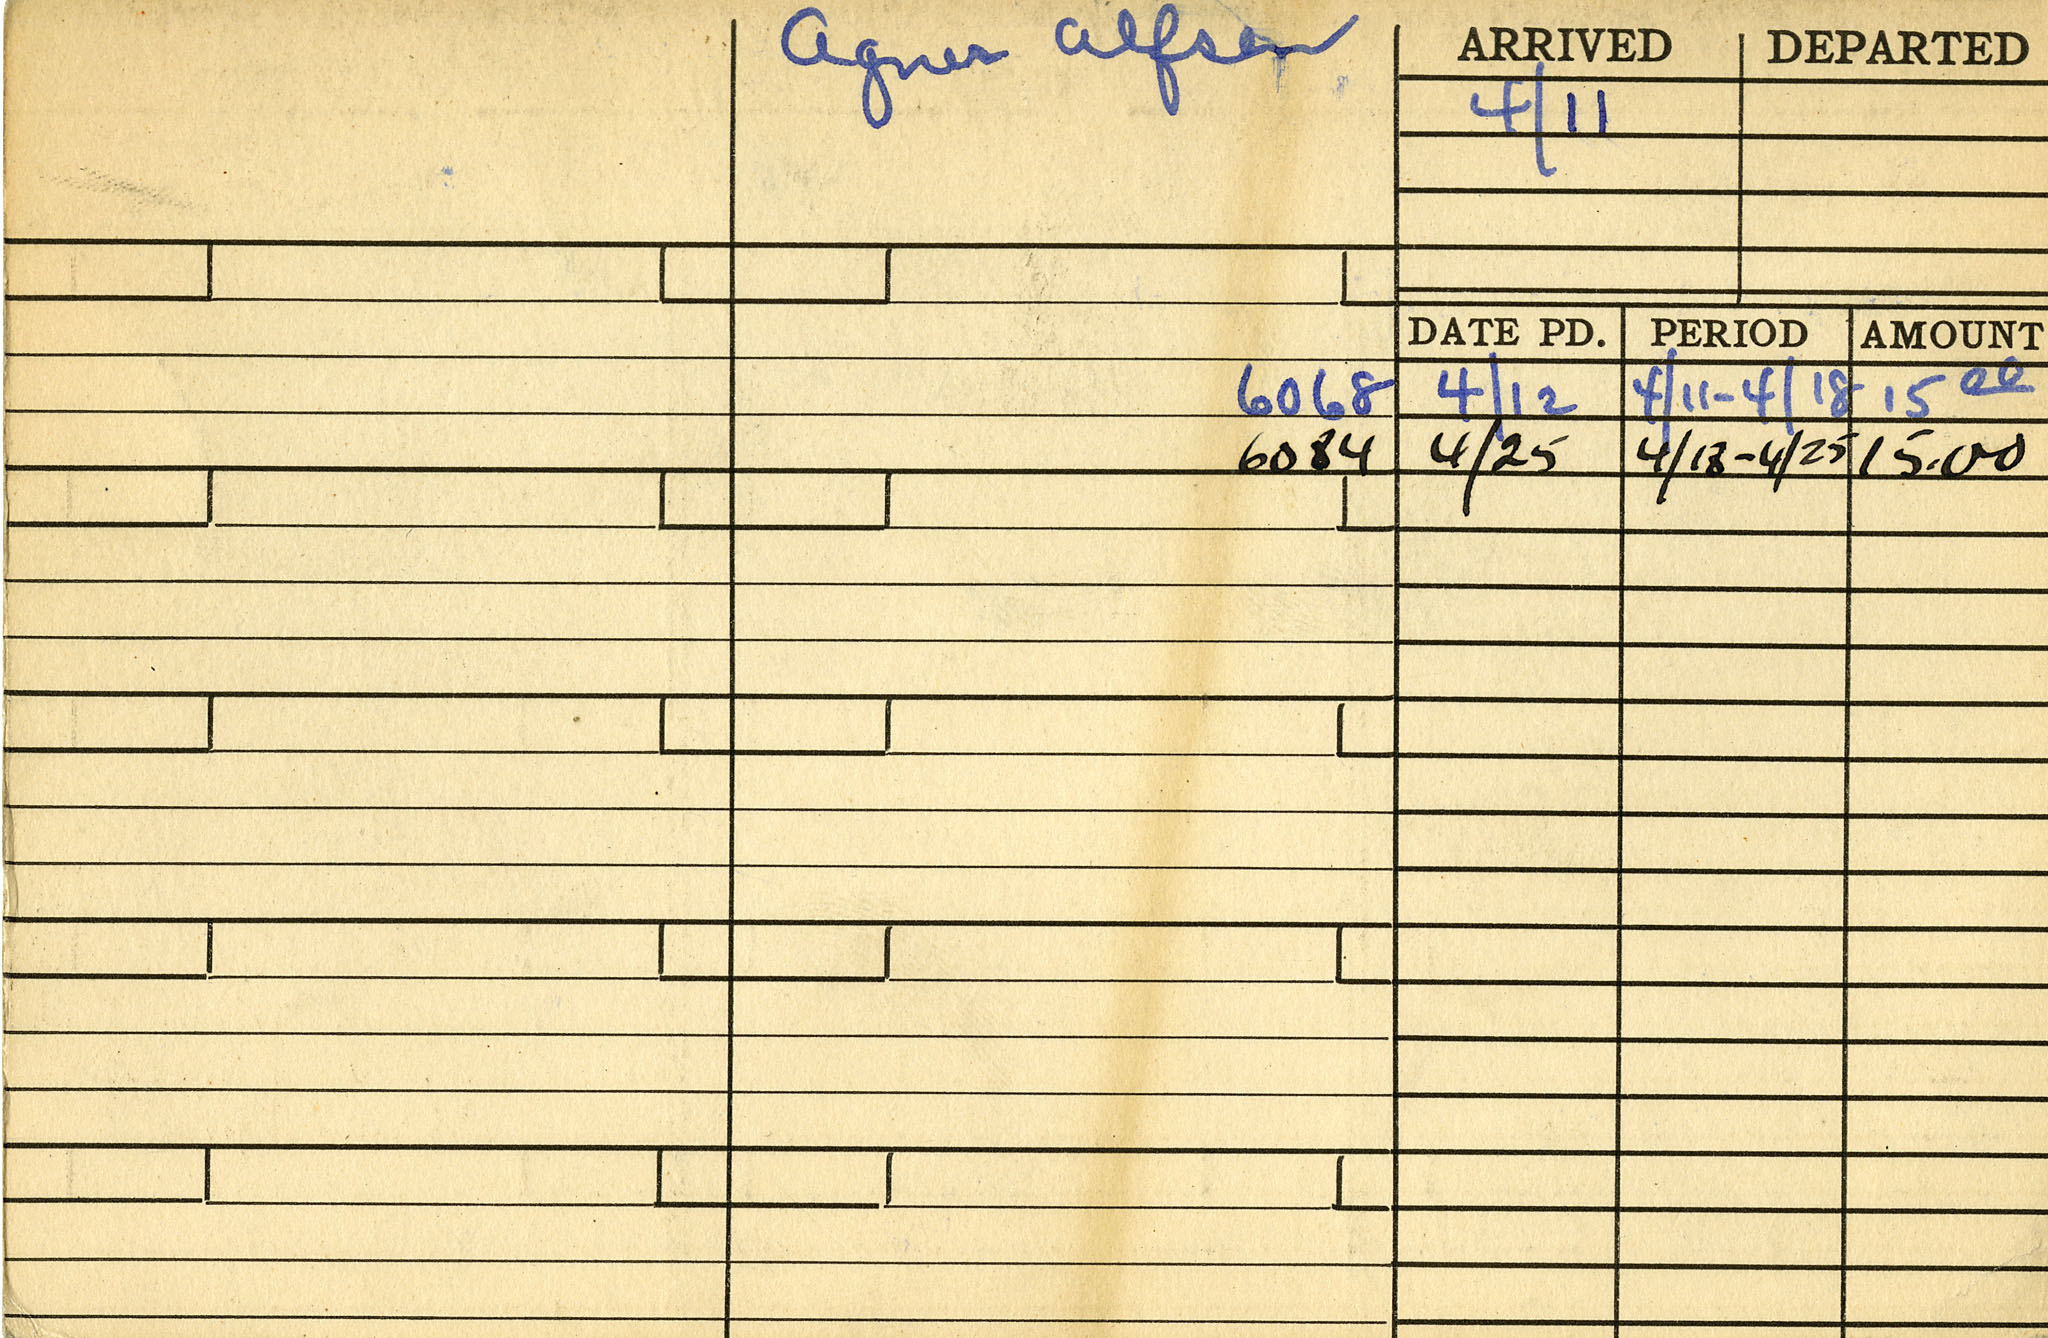 Agnes Alfsen
ARRIVED DEPARTED
4/11
DATE PD. PERIOD AMOUNT
6068 4/12 4/11-4/18 15 00
6084 4/25 4/18-4/25 15.00